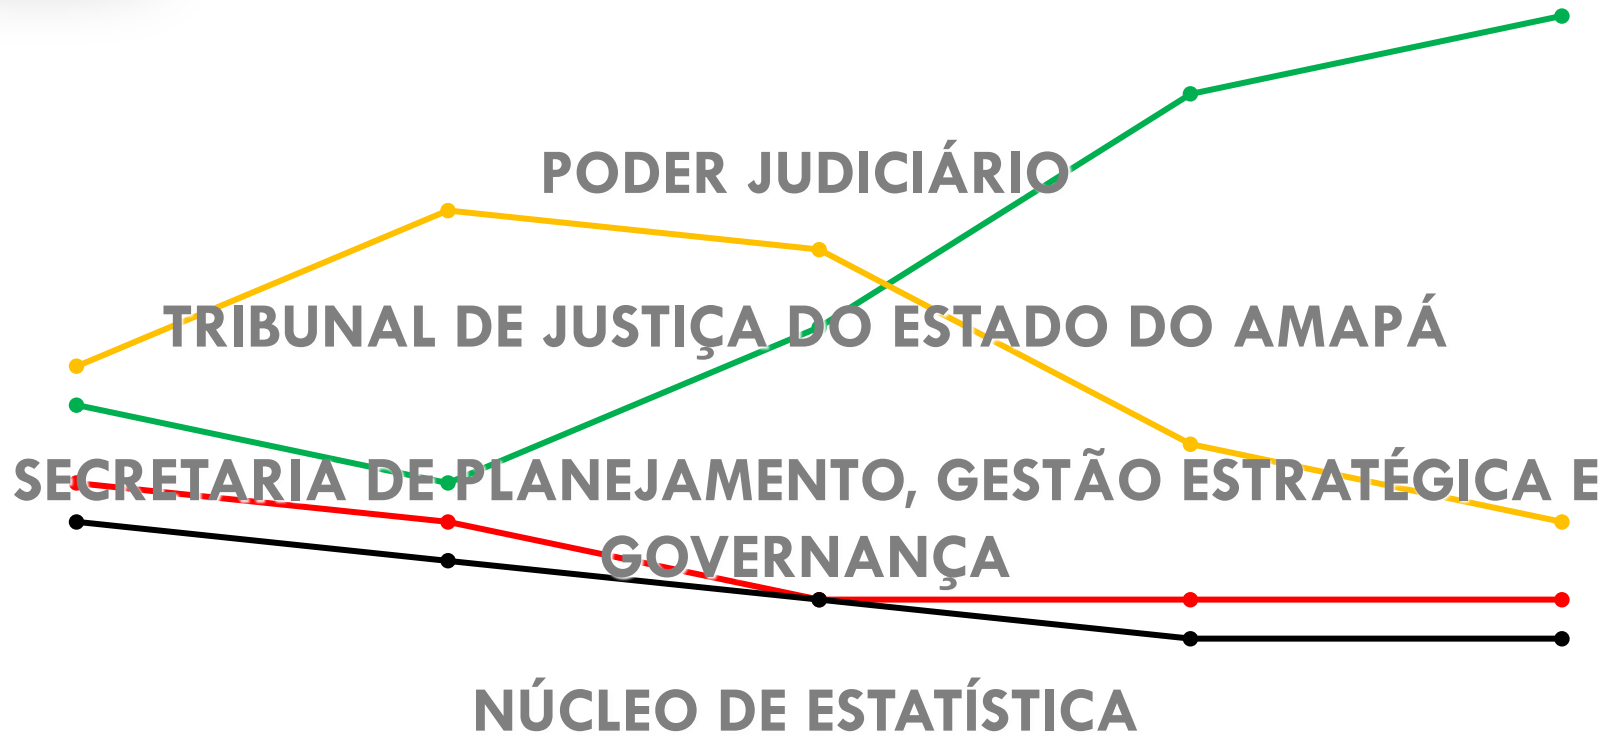 PODER JUDICIÁRIO
TRIBUNAL DE JUSTIÇA DO ESTADO DO AMAPÁ
SECRETARIA DE PLANEJAMENTO, GESTÃO ESTRATÉGICA E
GOVERNANÇA
NÚCLEO DE ESTATÍSTICA